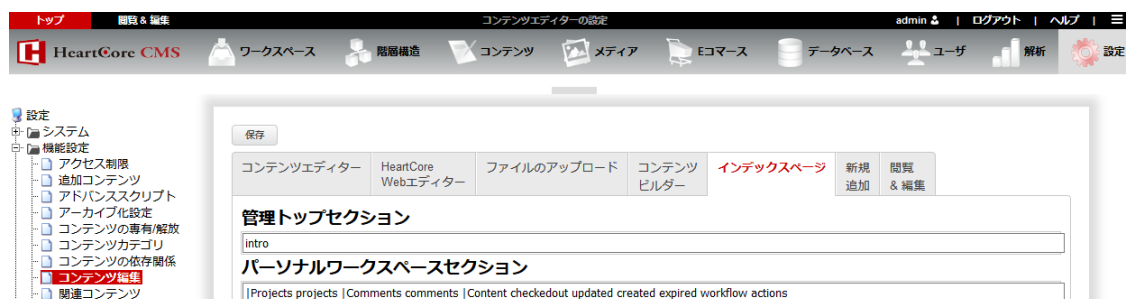 トップ 閲覧 & 編集 コンテンツエディターの設定 admin | ログアウト | ヘルプ |
HeartCore CMS ワークスペース 階層構造 コンテンツ メディア Eコマース データベース ユーザ 解析 設定
設定
システム
機能設定
アクセス制限
追加コンテンツ
アドバンススクリプト
アーカイブ化設定
コンテンツの専有/解放
コンテンツカテゴリ
コンテンツの依存関係
コンテンツ編集
関連コンテンツ
保存
コンテンツエディター
HeartCore
Webエディター
ファイルのアップロード
コンテンツ
ビルダー
インデックスページ
新規
追加
閲覧
& 編集
管理トップセクション
intro
パーソナルワークスペースセクション
|Projects projects |Comments comments |Content checkedout updated created expired workflow actions